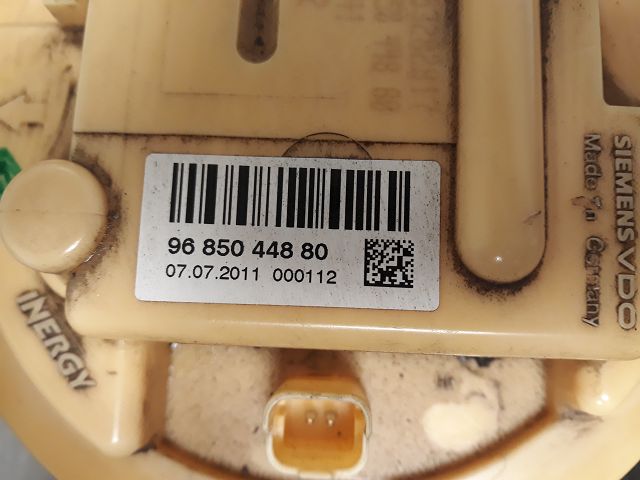 96 850 448 80
07.07.2011 000112
SIEMENS VDO
Made in Germany
INERGY